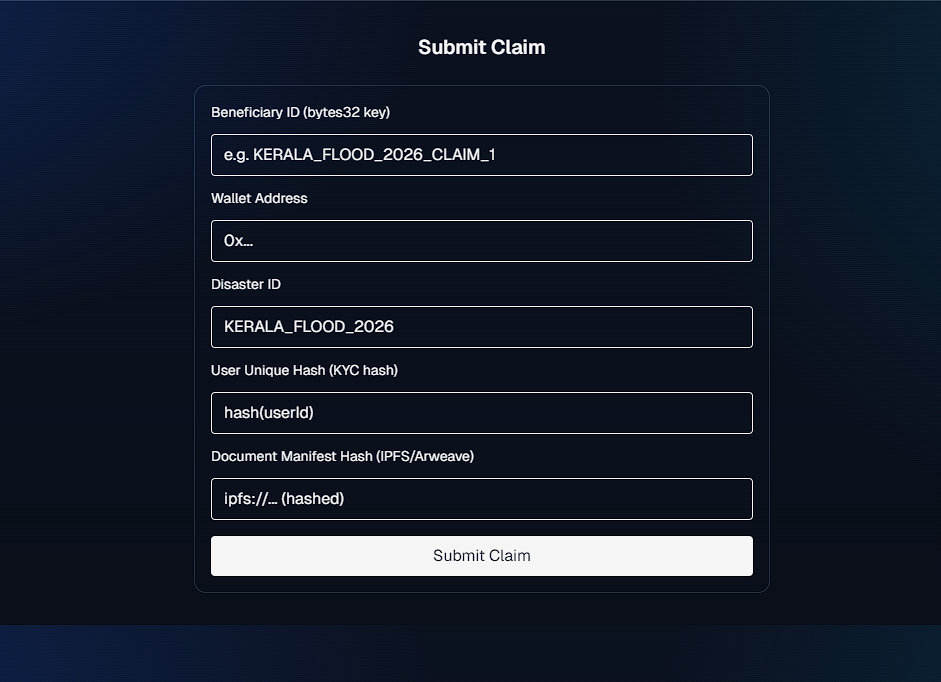 Submit Claim
Beneficiary ID (bytes32 key)
e.g. KERALA_FLOOD_2026_CLAIM_1
Wallet Address
0x...
Disaster ID
KERALA_FLOOD_2026
User Unique Hash (KYC hash)
hash(userId)
Document Manifest Hash (IPFS/Arweave)
ipfs://... (hashed)
Submit Claim